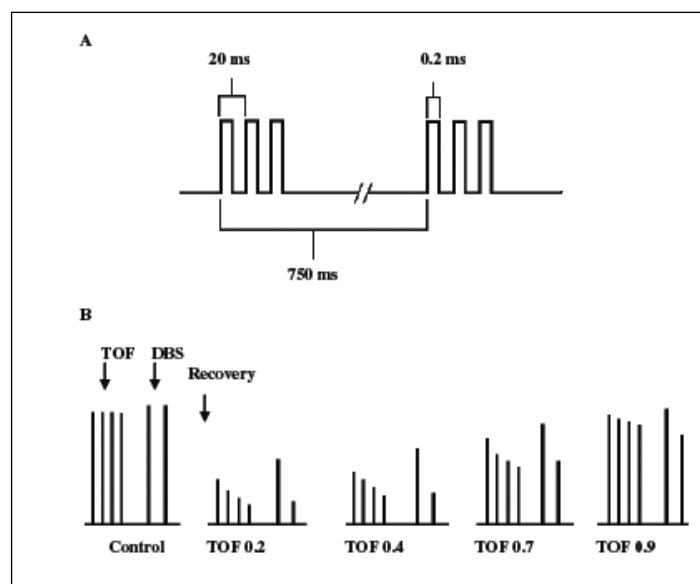 A
20 ms 0.2 ms
750 ms
B
TOF DBS
Recovery
Control TOF 0.2 TOF 0.4 TOF 0.7 TOF 0.9